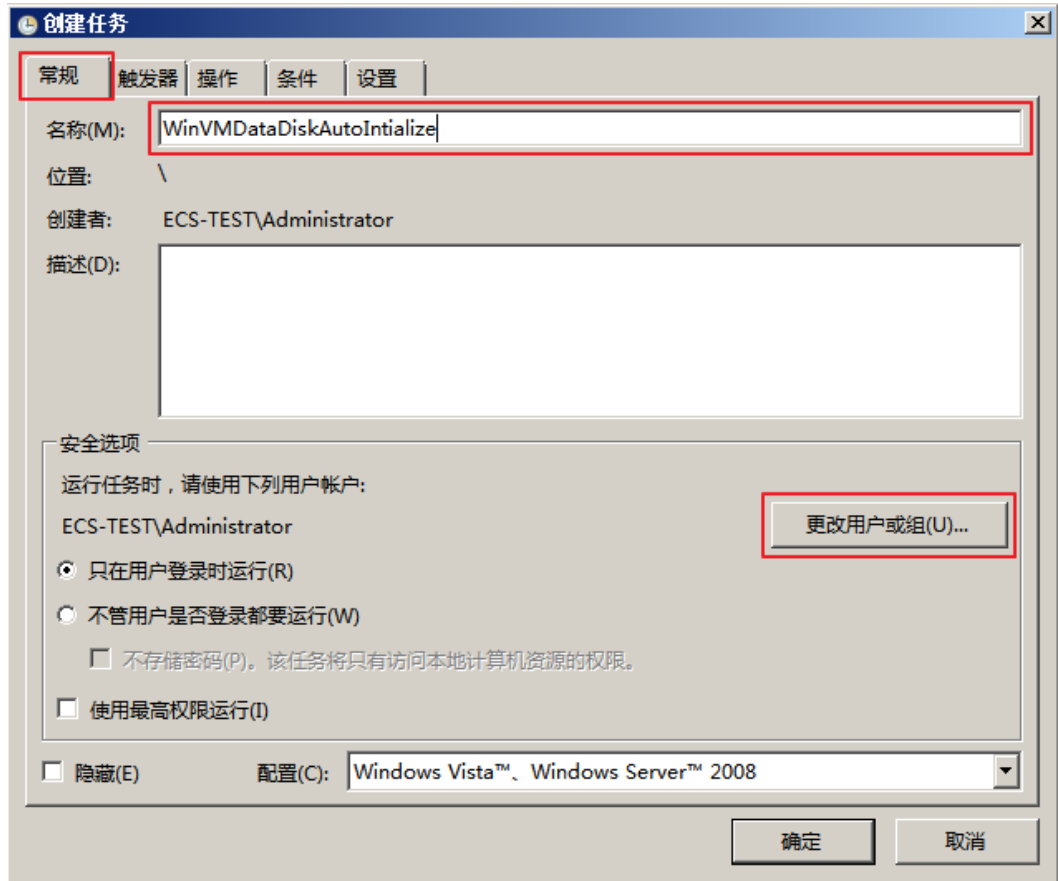 创建任务
常规 触发器 操作 条件 设置
名称(M): WinVMDataDiskAutoIntialize
位置: \
创建者: ECS-TEST\Administrator
描述(D):
安全选项
运行任务时，请使用下列用户帐户:
ECS-TEST\Administrator
更改用户或组(U)...
只在用户登录时运行(R)
不管用户是否登录都要运行(W)
不存储密码(P)。该任务将只有访问本地计算机资源的权限。
使用最高权限运行(I)
隐藏(E) 配置(C): Windows Vista™、Windows Server™ 2008
确定 取消